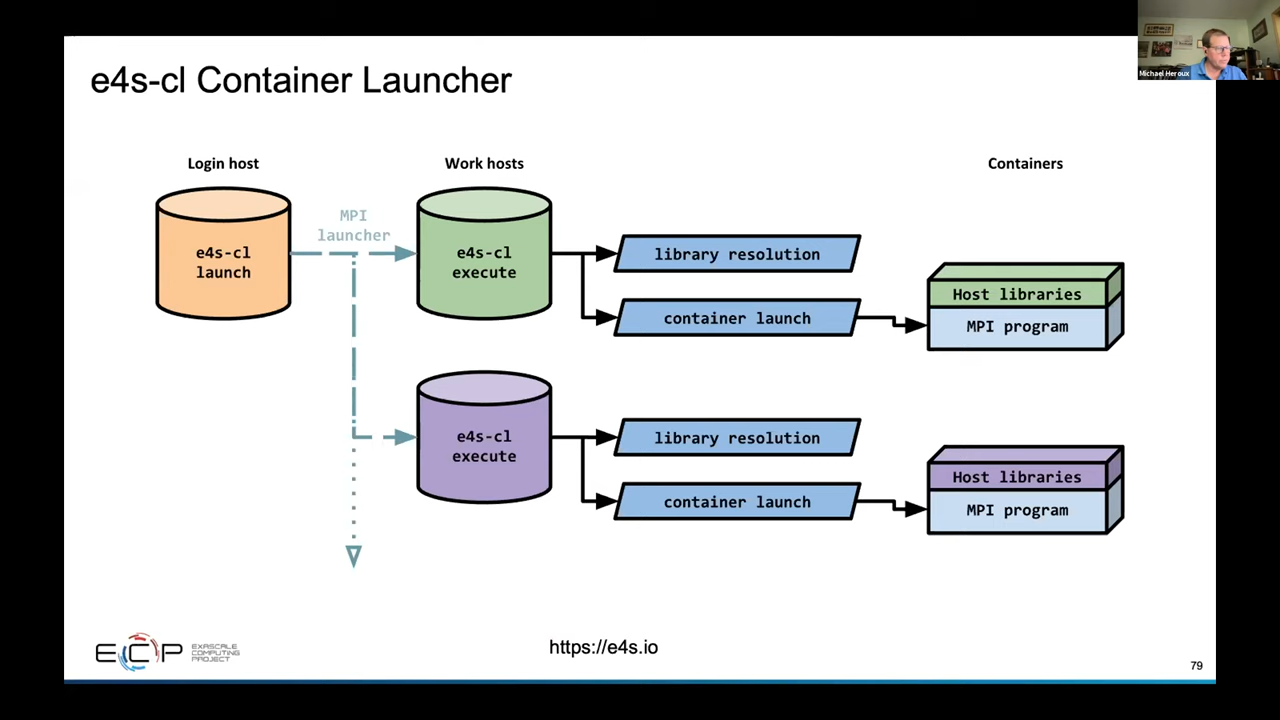 Michael Heroux
e4s-cl Container Launcher
Login host
Work hosts
Containers
MPI
launcher
e4s-cl
launch
e4s-cl
execute
library resolution
container launch
Host libraries
MPI program
e4s-cl
execute
library resolution
container launch
Host libraries
MPI program
ECP
EXASCALE
COMPUTING
PROJECT
https://e4s.io
79